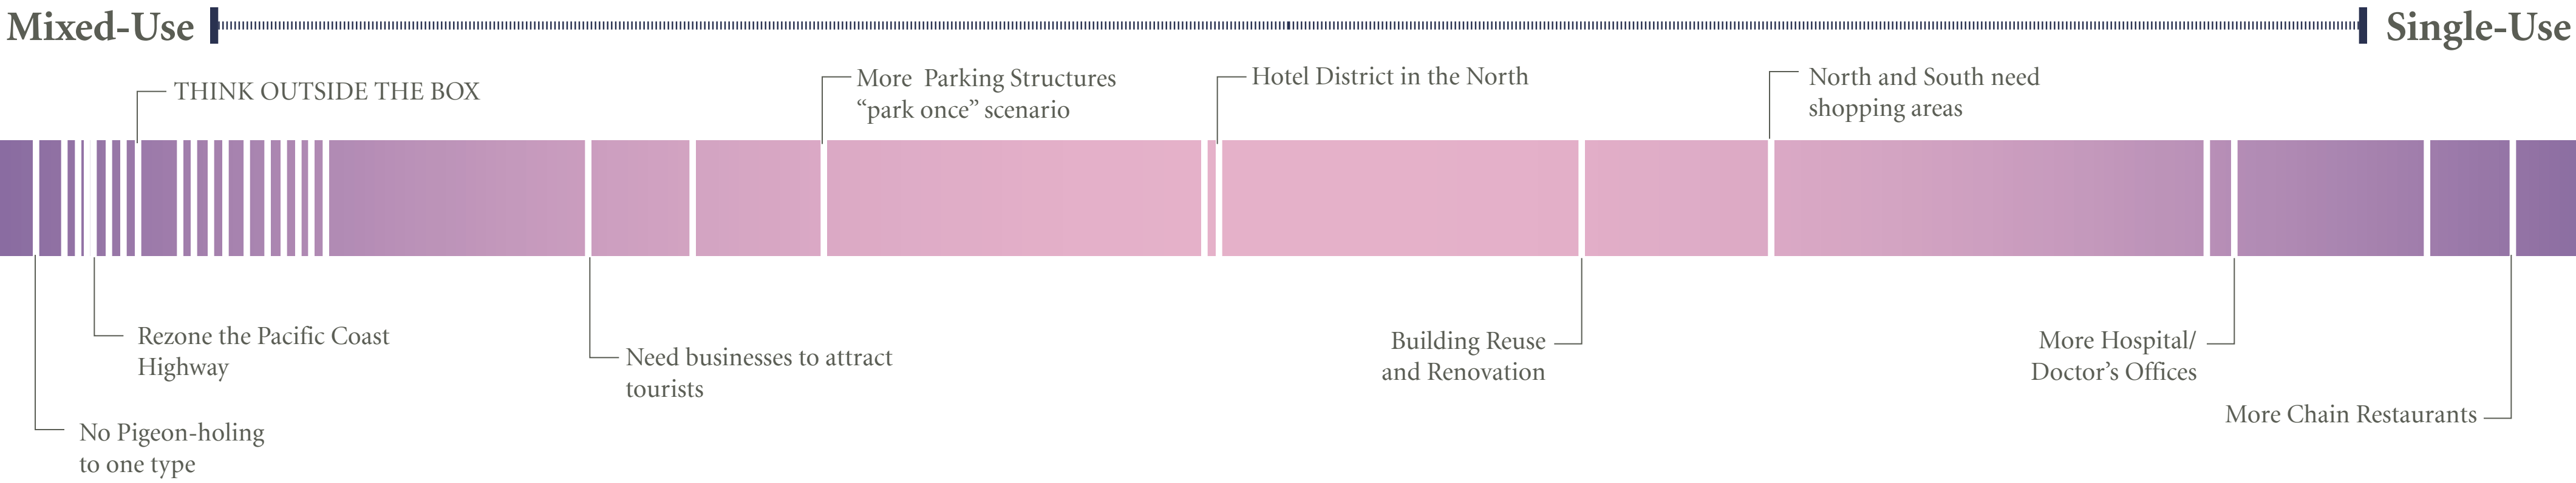 Mixed-Use
Single-Use
THINK OUTSIDE THE BOX
More Parking Structures
“park once” scenario
Hotel District in the North
North and South need
shopping areas
Rezone the Pacific Coast
Highway
Need businesses to attract
tourists
Building Reuse
and Renovation
More Hospital/
Doctor’s Offices
More Chain Restaurants
No Pigeon-holing
to one type